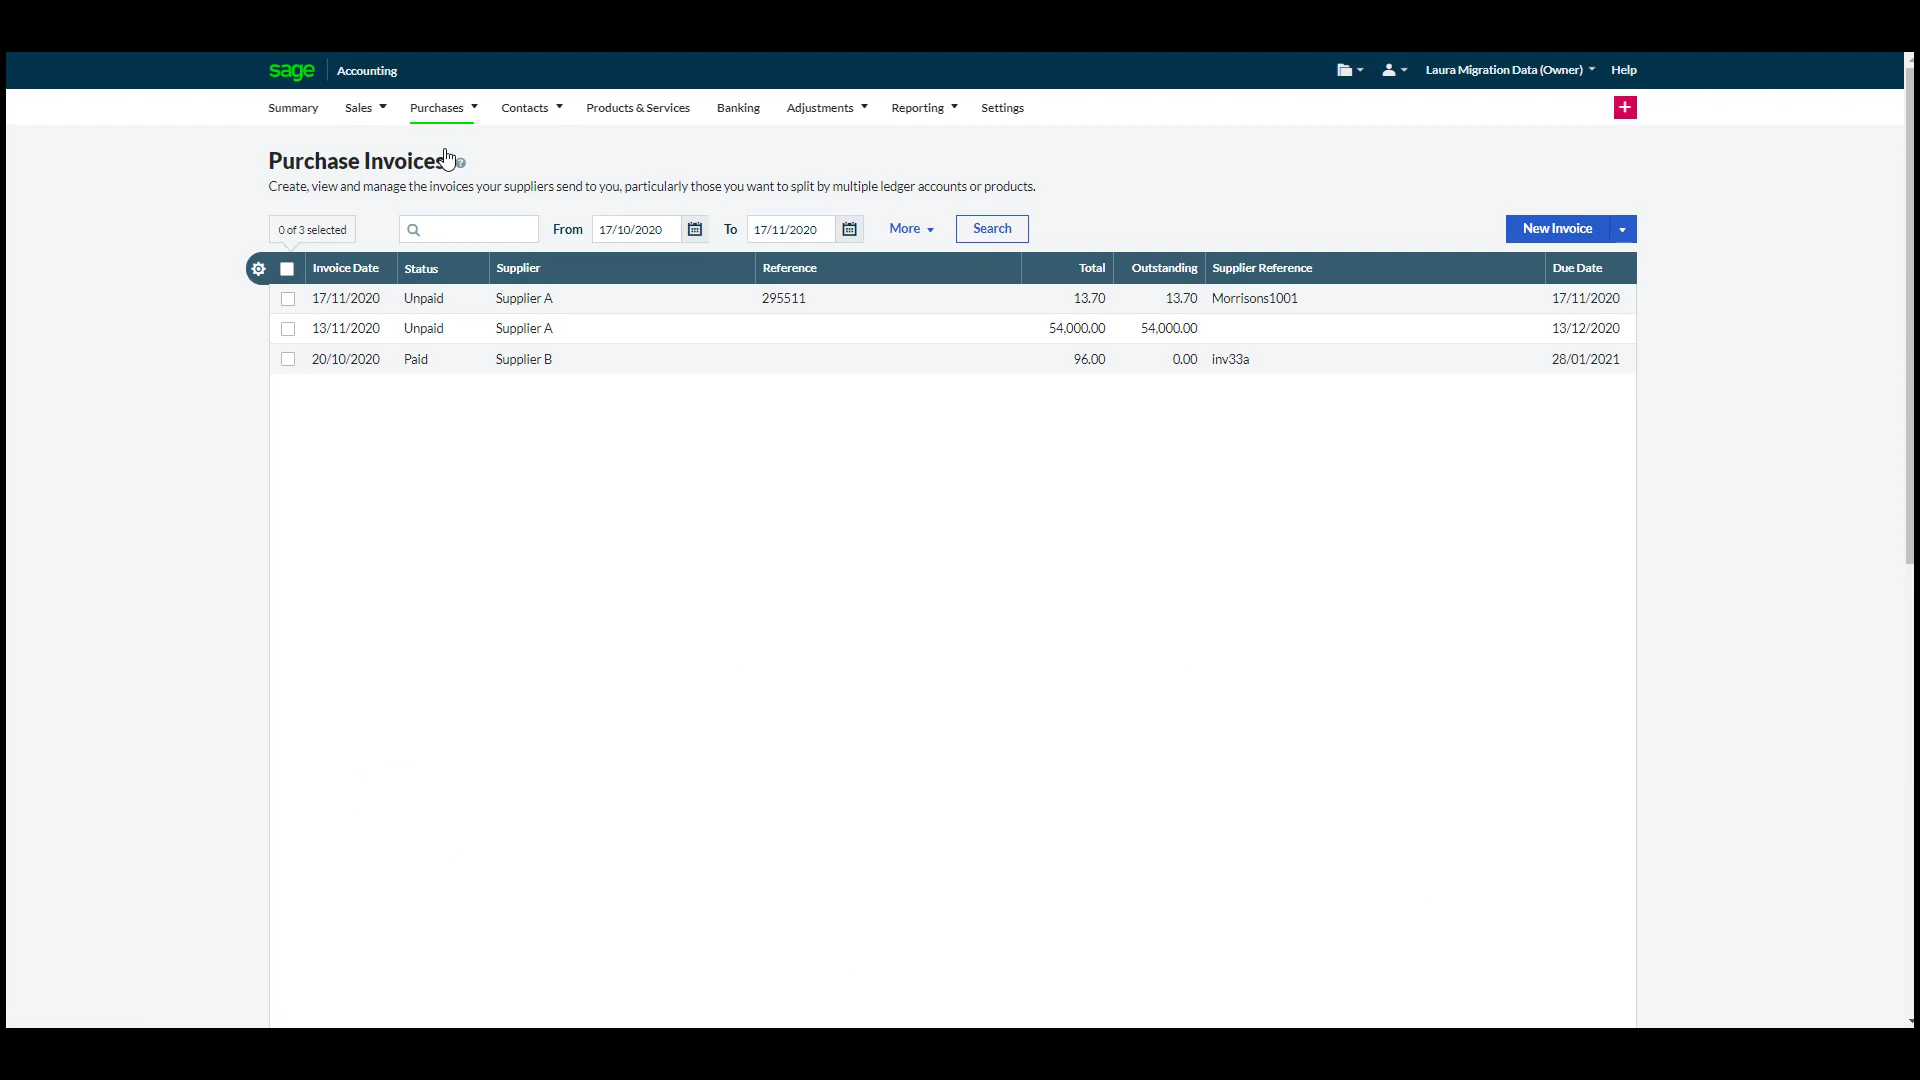 sage Accounting Laura Migration Data (Owner) Help
Summary Sales Purchases Contacts Products & Services Banking Adjustments Reporting Settings +
Purchase Invoices ?
Create, view and manage the invoices your suppliers send to you, particularly those you want to split by multiple ledger accounts or products.
0 of 3 selected From 17/10/2020 To 17/11/2020 More Search New Invoice
Invoice Date Status Supplier Reference Total Outstanding Supplier Reference Due Date
17/11/2020 Unpaid Supplier A 295511 13.70 13.70 Morrisons1001 17/11/2020
13/11/2020 Unpaid Supplier A 54,000.00 54,000.00 13/12/2020
20/10/2020 Paid Supplier B 96.00 0.00 inv33a 28/01/2021